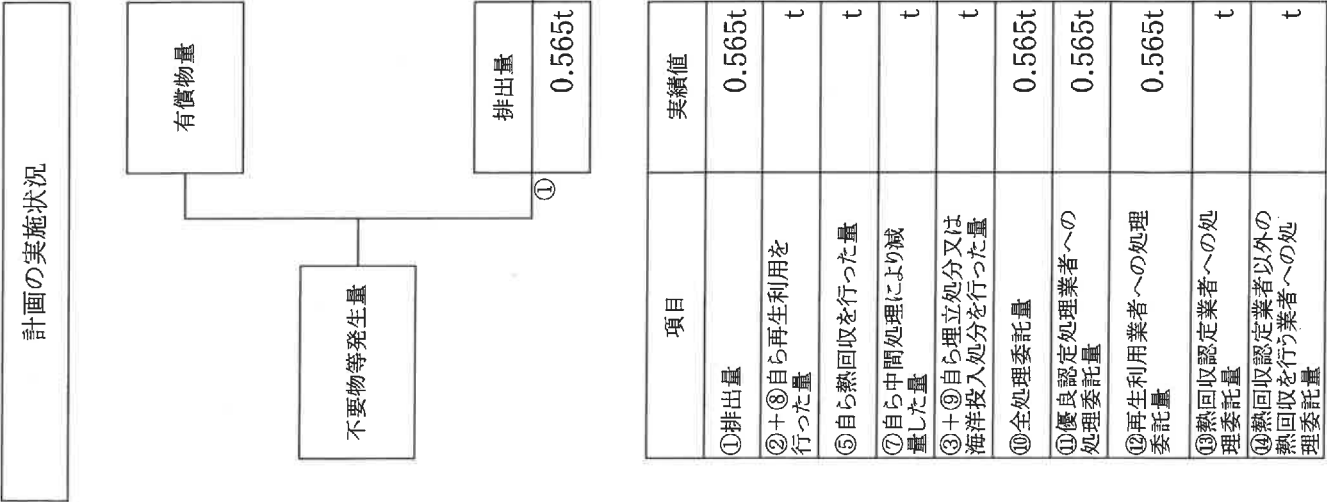 計画の実施状況
有償物量
不要物等発生量
排出量
①
0.565t
項目
実績値
①排出量
0.565t
②+⑧自ら再生利用を
行った量
t
⑤自ら熱回収を行った量
t
⑦自ら中間処理により減
量した量
t
③+⑨自ら埋立処分又は
海洋投入処分を行った量
t
⑩全処理委託量
0.565t
⑪優良認定処理業者への
処理委託量
0.565t
⑫再生利用業者への処理
委託量
0.565t
⑬熱回収認定業者への処
理委託量
t
⑭熱回収認定業者以外の
熱回収を行う業者への処
理委託量
t